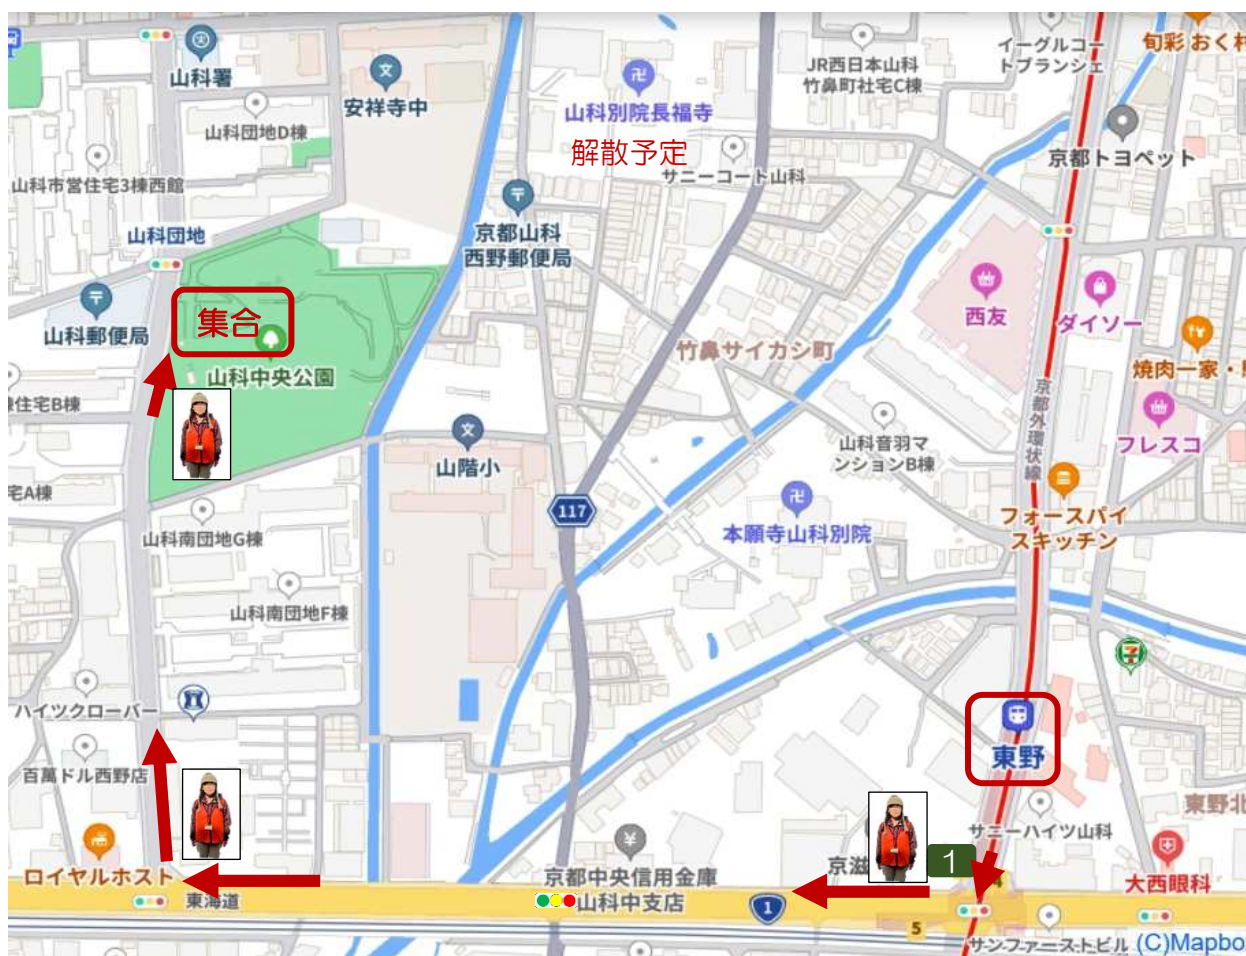 イーグルコー
トブランシェ
旬彩 おく村
山科署
安祥寺中
JR西日本山科
竹鼻町社宅C棟
山科別院長福寺
山科団地D棟
解散予定
サニーコート山科
京都トヨペット
山科市営住宅3棟西館
京都山科
西野郵便局
山科団地
集合
山科郵便局
西友
ダイソー
竹鼻サイカシ町
山科中央公園
焼肉一家・
住宅B棟
京都外環状線
フレスコ
山階小
山科音羽マ
ンションB棟
宅A棟
117
本願寺山科別院
フォースパイ
スキッチン
山科南団地G棟
山科南団地F棟
7
ハイツクローバー
東野
百萬ドル西野店
東野北
サニーハイツ山科
1
京滋
ロイヤルホスト
京都中央信用金庫
山科中支店
大西眼科
東海道
1
4
5
サンファーストビル
(C)Mapbo